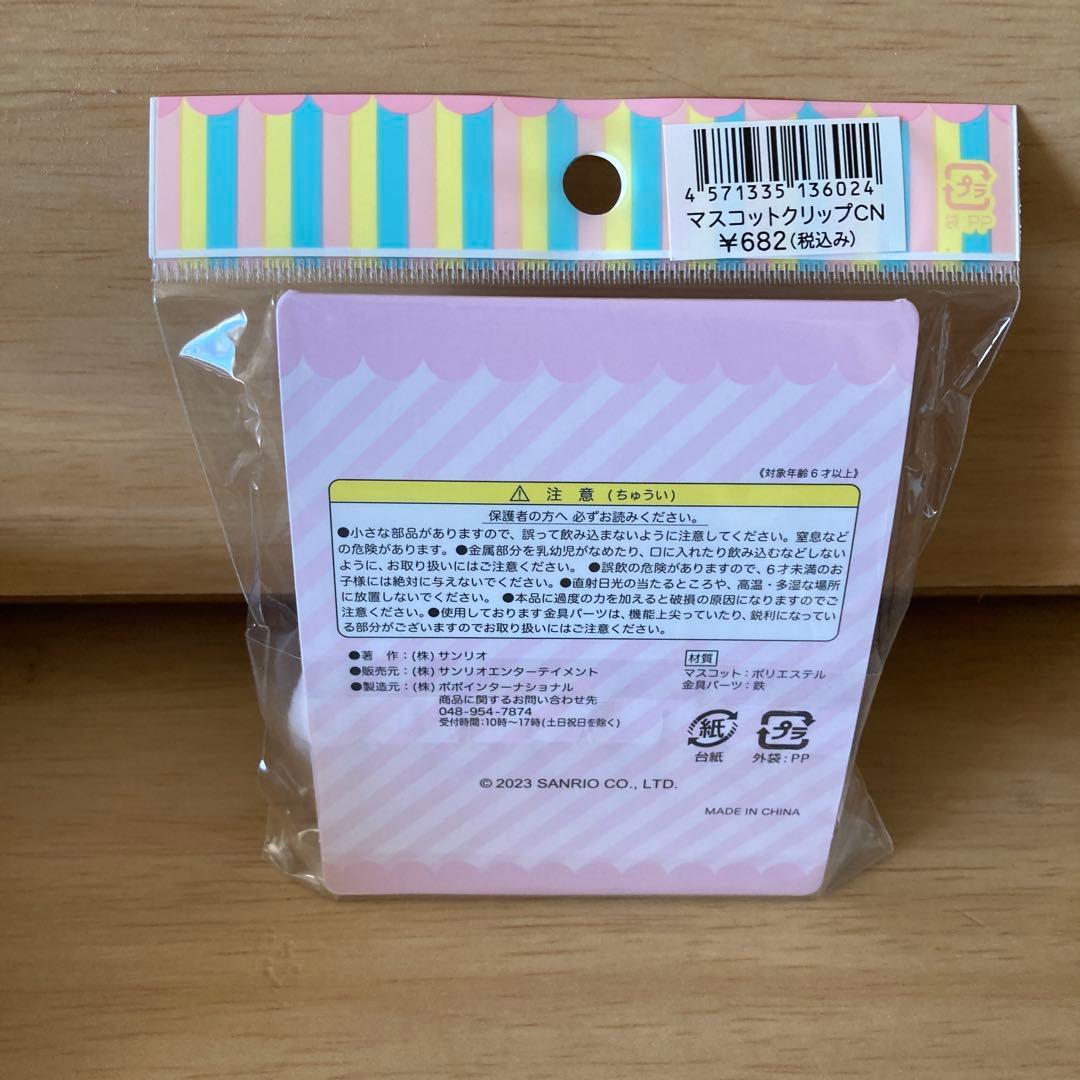 4 571335 136024
マスコットクリップCN
¥682(税込み)
プラ
袋 PP
《対象年齢6才以上》
注 意 (ちゅうい)
保護者の方へ 必ずお読みください。
●小さな部品がありますので、誤って飲み込まないように注意してください。窒息など
の危険があります。●金属部分を乳幼児がなめたり、口に入れたり飲み込むなどしない
ように、お取り扱いにはご注意ください。 ●誤飲の危険がありますので、6才未満のお
子様には絶対に与えないでください。●直射日光の当たるところや、高温・多湿な場所
に放置しないでください。 ●本品に過度の力を加えると破損の原因になりますのでご
注意ください。●使用しております金具パーツは、機能上尖っていたり、鋭利になってい
る部分がございますのでお取り扱いにはご注意ください。
●著 作：(株) サンリオ
●販売元：(株) サンリオエンターテイメント
●製造元：(株) ポポインターナショナル
商品に関するお問い合わせ先
048-954-7874
受付時間：10時～17時(土日祝日を除く)
材質
マスコット：ポリエステル
金具パーツ：鉄
紙
台紙
プラ
外袋：PP
© 2023 SANRIO CO., LTD.
MADE IN CHINA